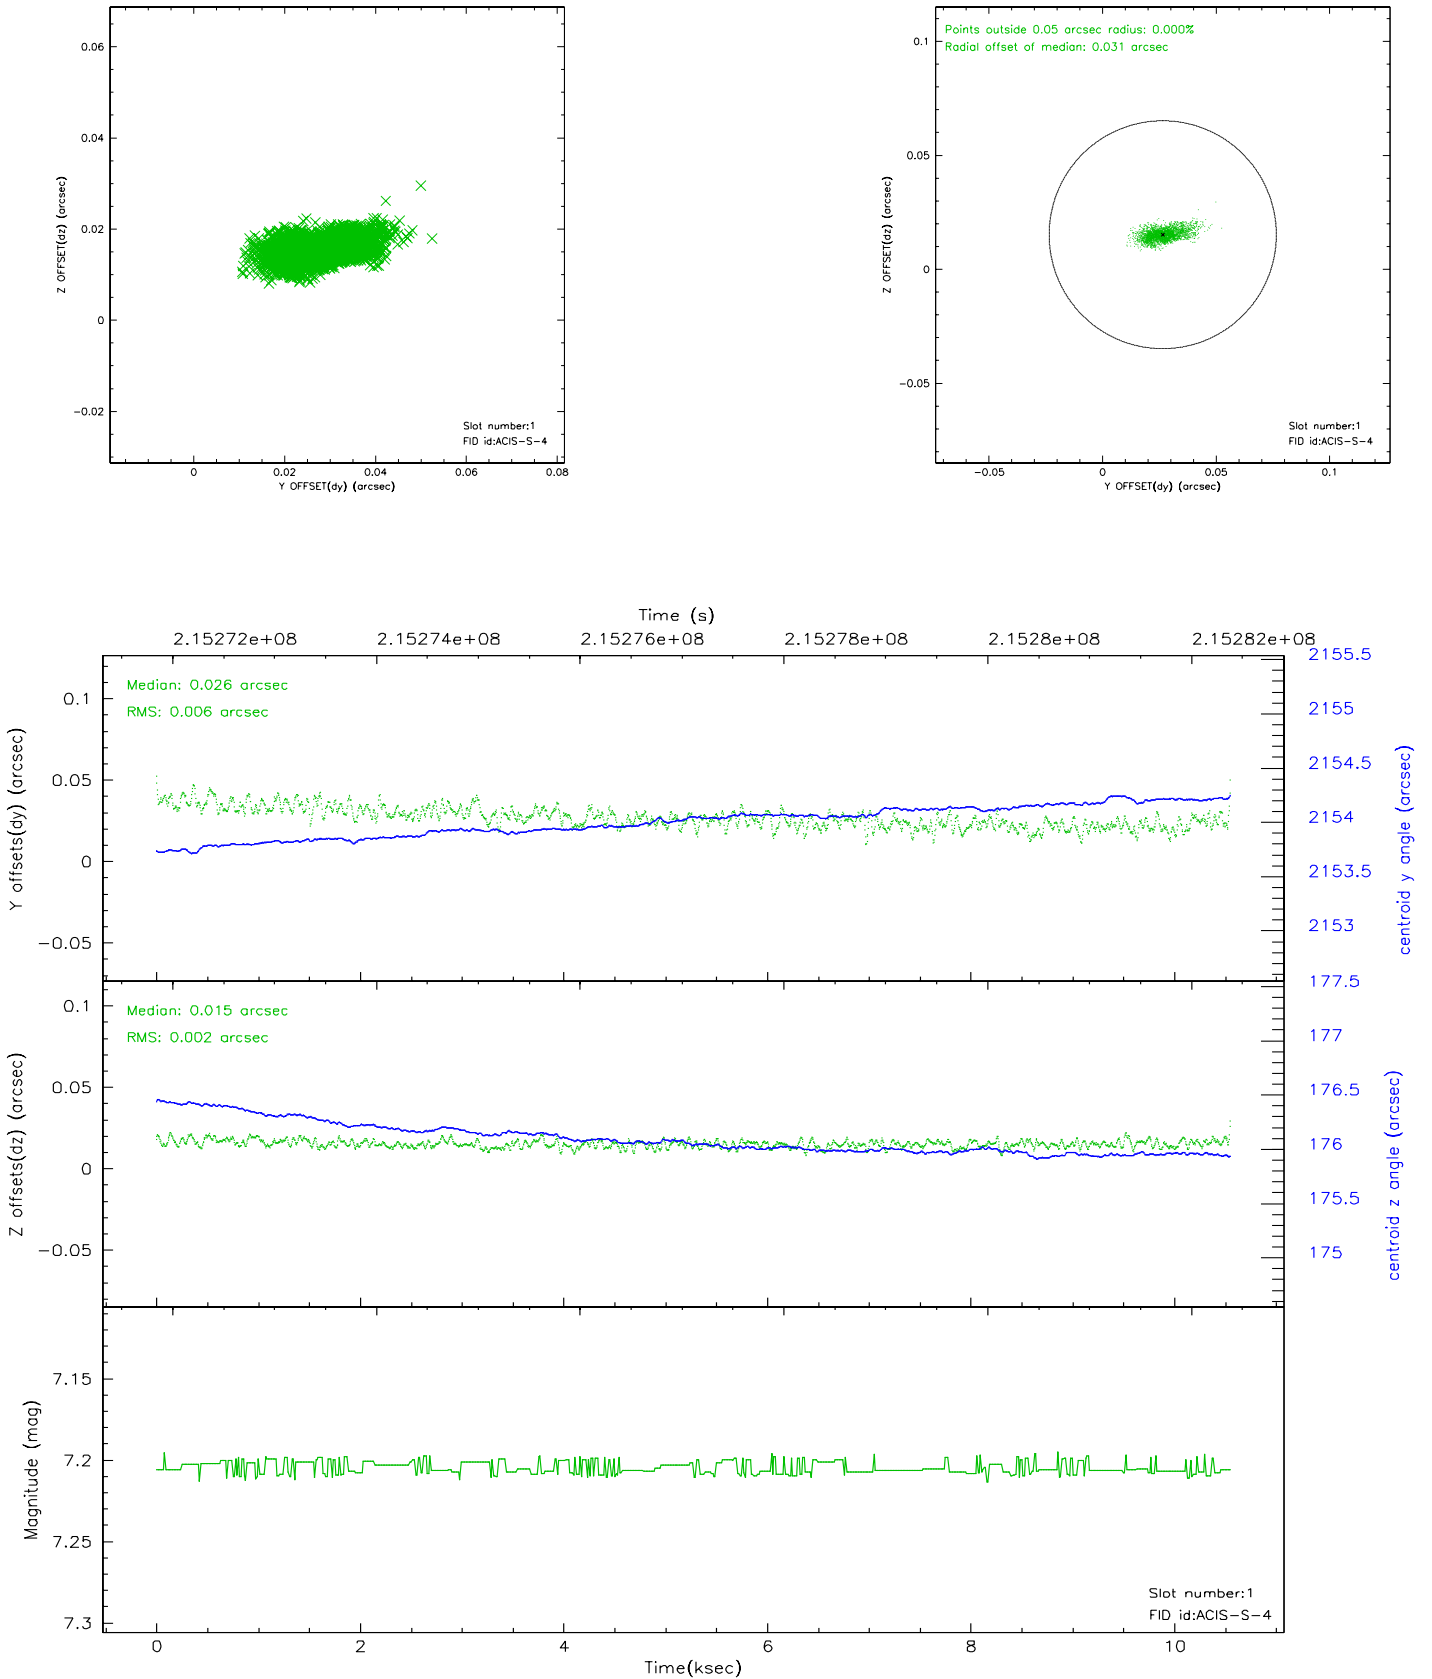 0.06
0.04
0.02
0
−0.02
Z OFFSET(dz) (arcsec)
Slot number:1
FID id:ACIS−S−4
0 0.02 0.04 0.06 0.08
Y OFFSET(dy) (arcsec)
Points outside 0.05 arcsec radius: 0.000%
Radial offset of median: 0.031 arcsec
0.1
0.05
0
−0.05
Z OFFSET(dz) (arcsec)
Slot number:1
FID id:ACIS−S−4
−0.05 0 0.05 0.1
Y OFFSET(dy) (arcsec)
Time (s)
2.15272e+08 2.15274e+08 2.15276e+08 2.15278e+08 2.1528e+08 2.15282e+08
Median: 0.026 arcsec
RMS: 0.006 arcsec
0.1
0.05
0
−0.05
Y offsets(dy) (arcsec)
2155.5
2155
2154.5
2154
2153.5
2153
centroid y angle (arcsec)
Median: 0.015 arcsec
RMS: 0.002 arcsec
0.1
0.05
0
−0.05
Z offsets(dz) (arcsec)
177.5
177
176.5
176
175.5
175
centroid z angle (arcsec)
7.15
7.2
7.25
7.3
Magnitude (mag)
Slot number:1
FID id:ACIS−S−4
0 2 4 6 8 10
Time(ksec)